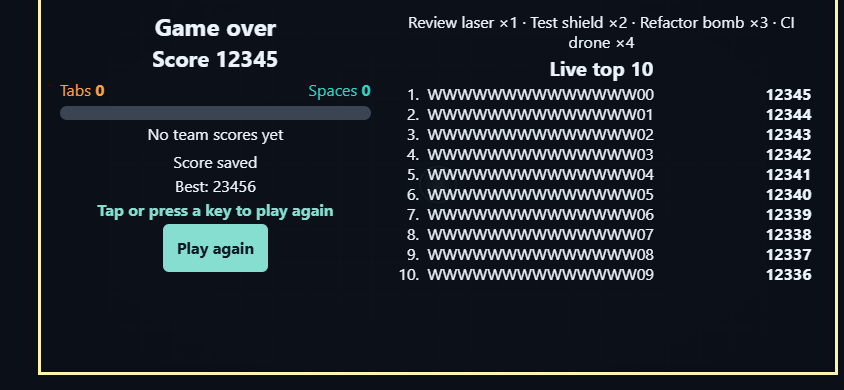 Game over
Score 12345
Tabs 0 Spaces 0
No team scores yet
Score saved
Best: 23456
Tap or press a key to play again
Play again
Review laser ×1 · Test shield ×2 · Refactor bomb ×3 · CI
drone ×4
Live top 10
1. WWWWWWWWWWWWWW00 12345
2. WWWWWWWWWWWWWW01 12344
3. WWWWWWWWWWWWWW02 12343
4. WWWWWWWWWWWWWW03 12342
5. WWWWWWWWWWWWWW04 12341
6. WWWWWWWWWWWWWW05 12340
7. WWWWWWWWWWWWWW06 12339
8. WWWWWWWWWWWWWW07 12338
9. WWWWWWWWWWWWWW08 12337
10. WWWWWWWWWWWWWW09 12336